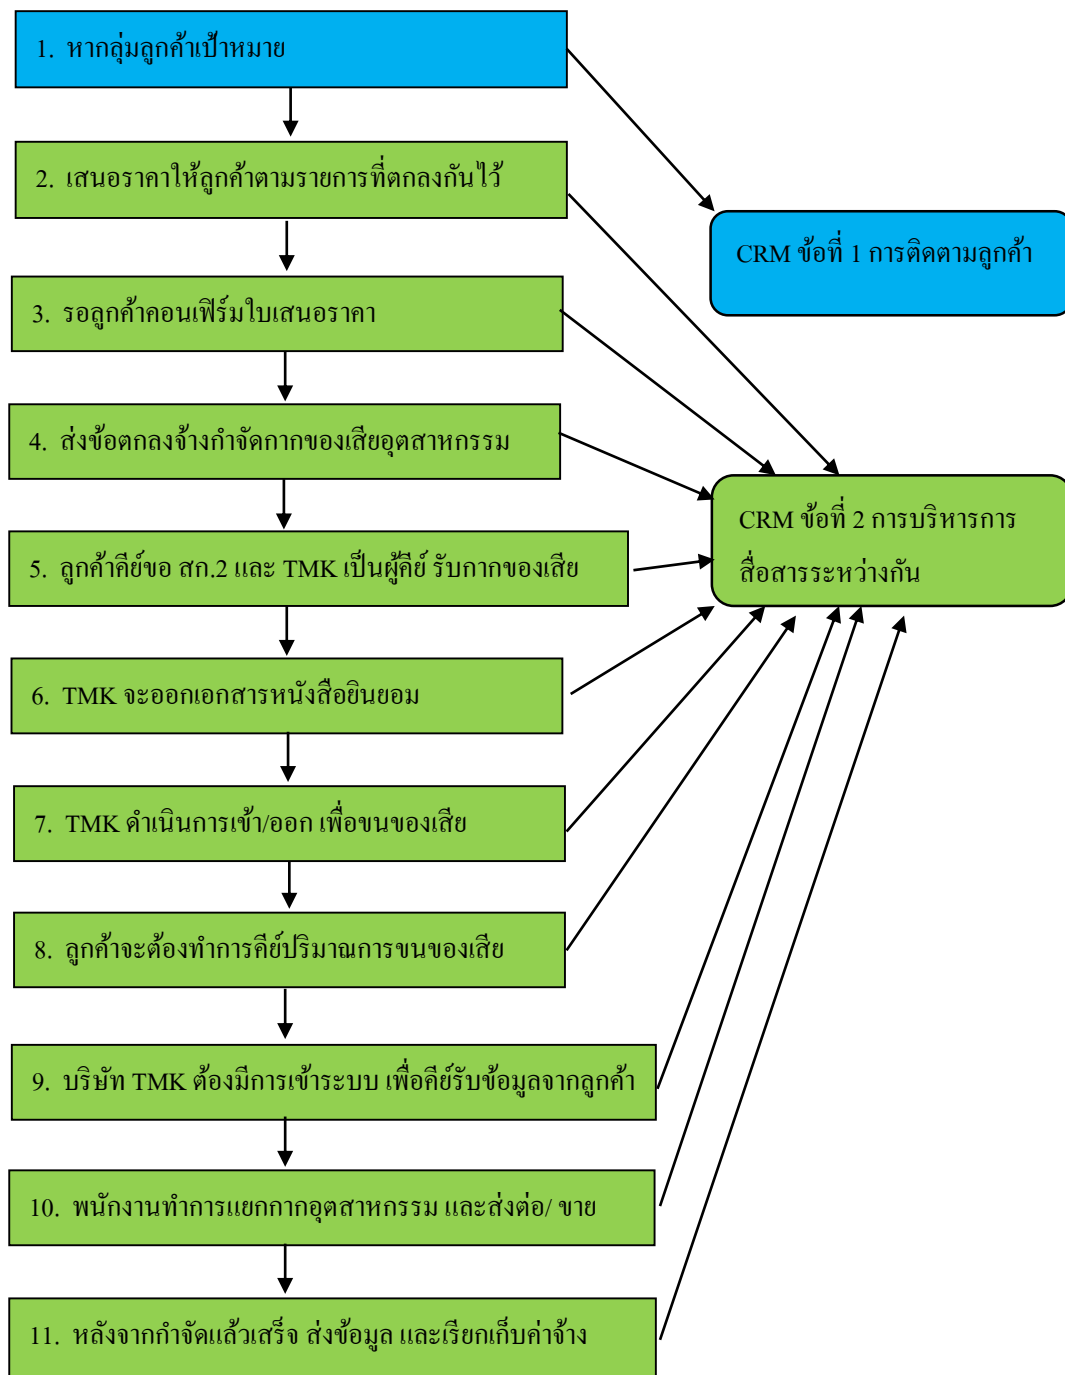 1. หากลุ่มลูกค้าเป้าหมาย
2. เสนอราคาให้ลูกค้าตามรายการที่ตกลงกันไว้
CRM ข้อที่ 1 การติดตามลูกค้า
3. รอลูกค้าคอนเฟิร์มใบเสนอราคา
4. ส่งข้อตกลงจ้างกำจัดกากของเสียอุตสาหกรรม
CRM ข้อที่ 2 การบริหารการ
สื่อสารระหว่างกัน
5. ลูกค้าคีย์ขอ สก.2 และ TMK เป็นผู้คีย์ รับกากของเสีย
6. TMK จะออกเอกสารหนังสือยินยอม
7. TMK ดำเนินการเข้า/ออก เพื่อขนของเสีย
8. ลูกค้าจะต้องทำการคีย์ปริมาณการขนของเสีย
9. บริษัท TMK ต้องมีการเข้าระบบ เพื่อคีย์รับข้อมูลจากลูกค้า
10. พนักงานทำการแยกกากอุตสาหกรรม และส่งต่อ/ ขาย
11. หลังจากกำจัดแล้วเสร็จ ส่งข้อมูล และเรียกเก็บค่าจ้าง